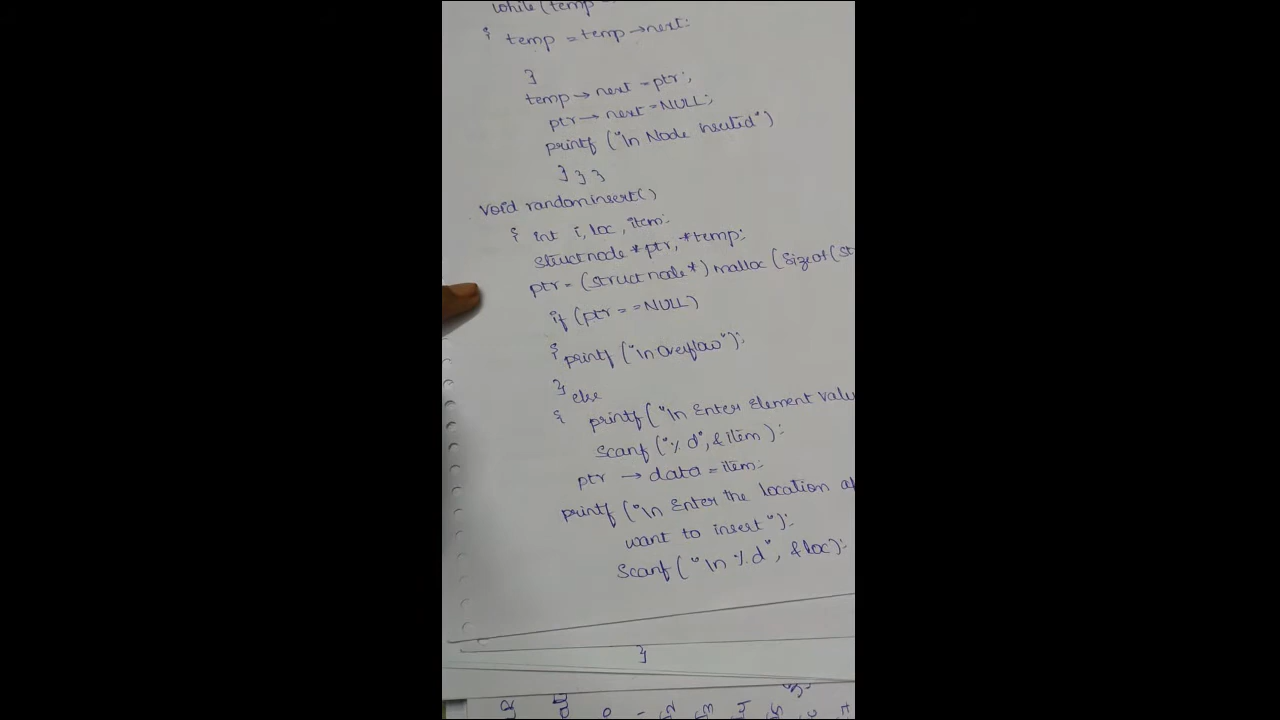 while (temp
{ temp = temp → next;
}
temp → next = ptr;
ptr → next = NULL;
printf ("\n Node Inserted")
} } }
void randominsert()
{ int i, loc, item;
struct node *ptr, *temp;
ptr = (struct node*) malloc (sizeof (st
if (ptr == NULL)
{ printf ("\n Overflow");
} else
{ printf ("\n Enter Element valu
Scanf ("%d", &item );
ptr → data = item;
printf ("\n Enter the location af
want to insert");
Scanf ("\n %d", &loc);
}